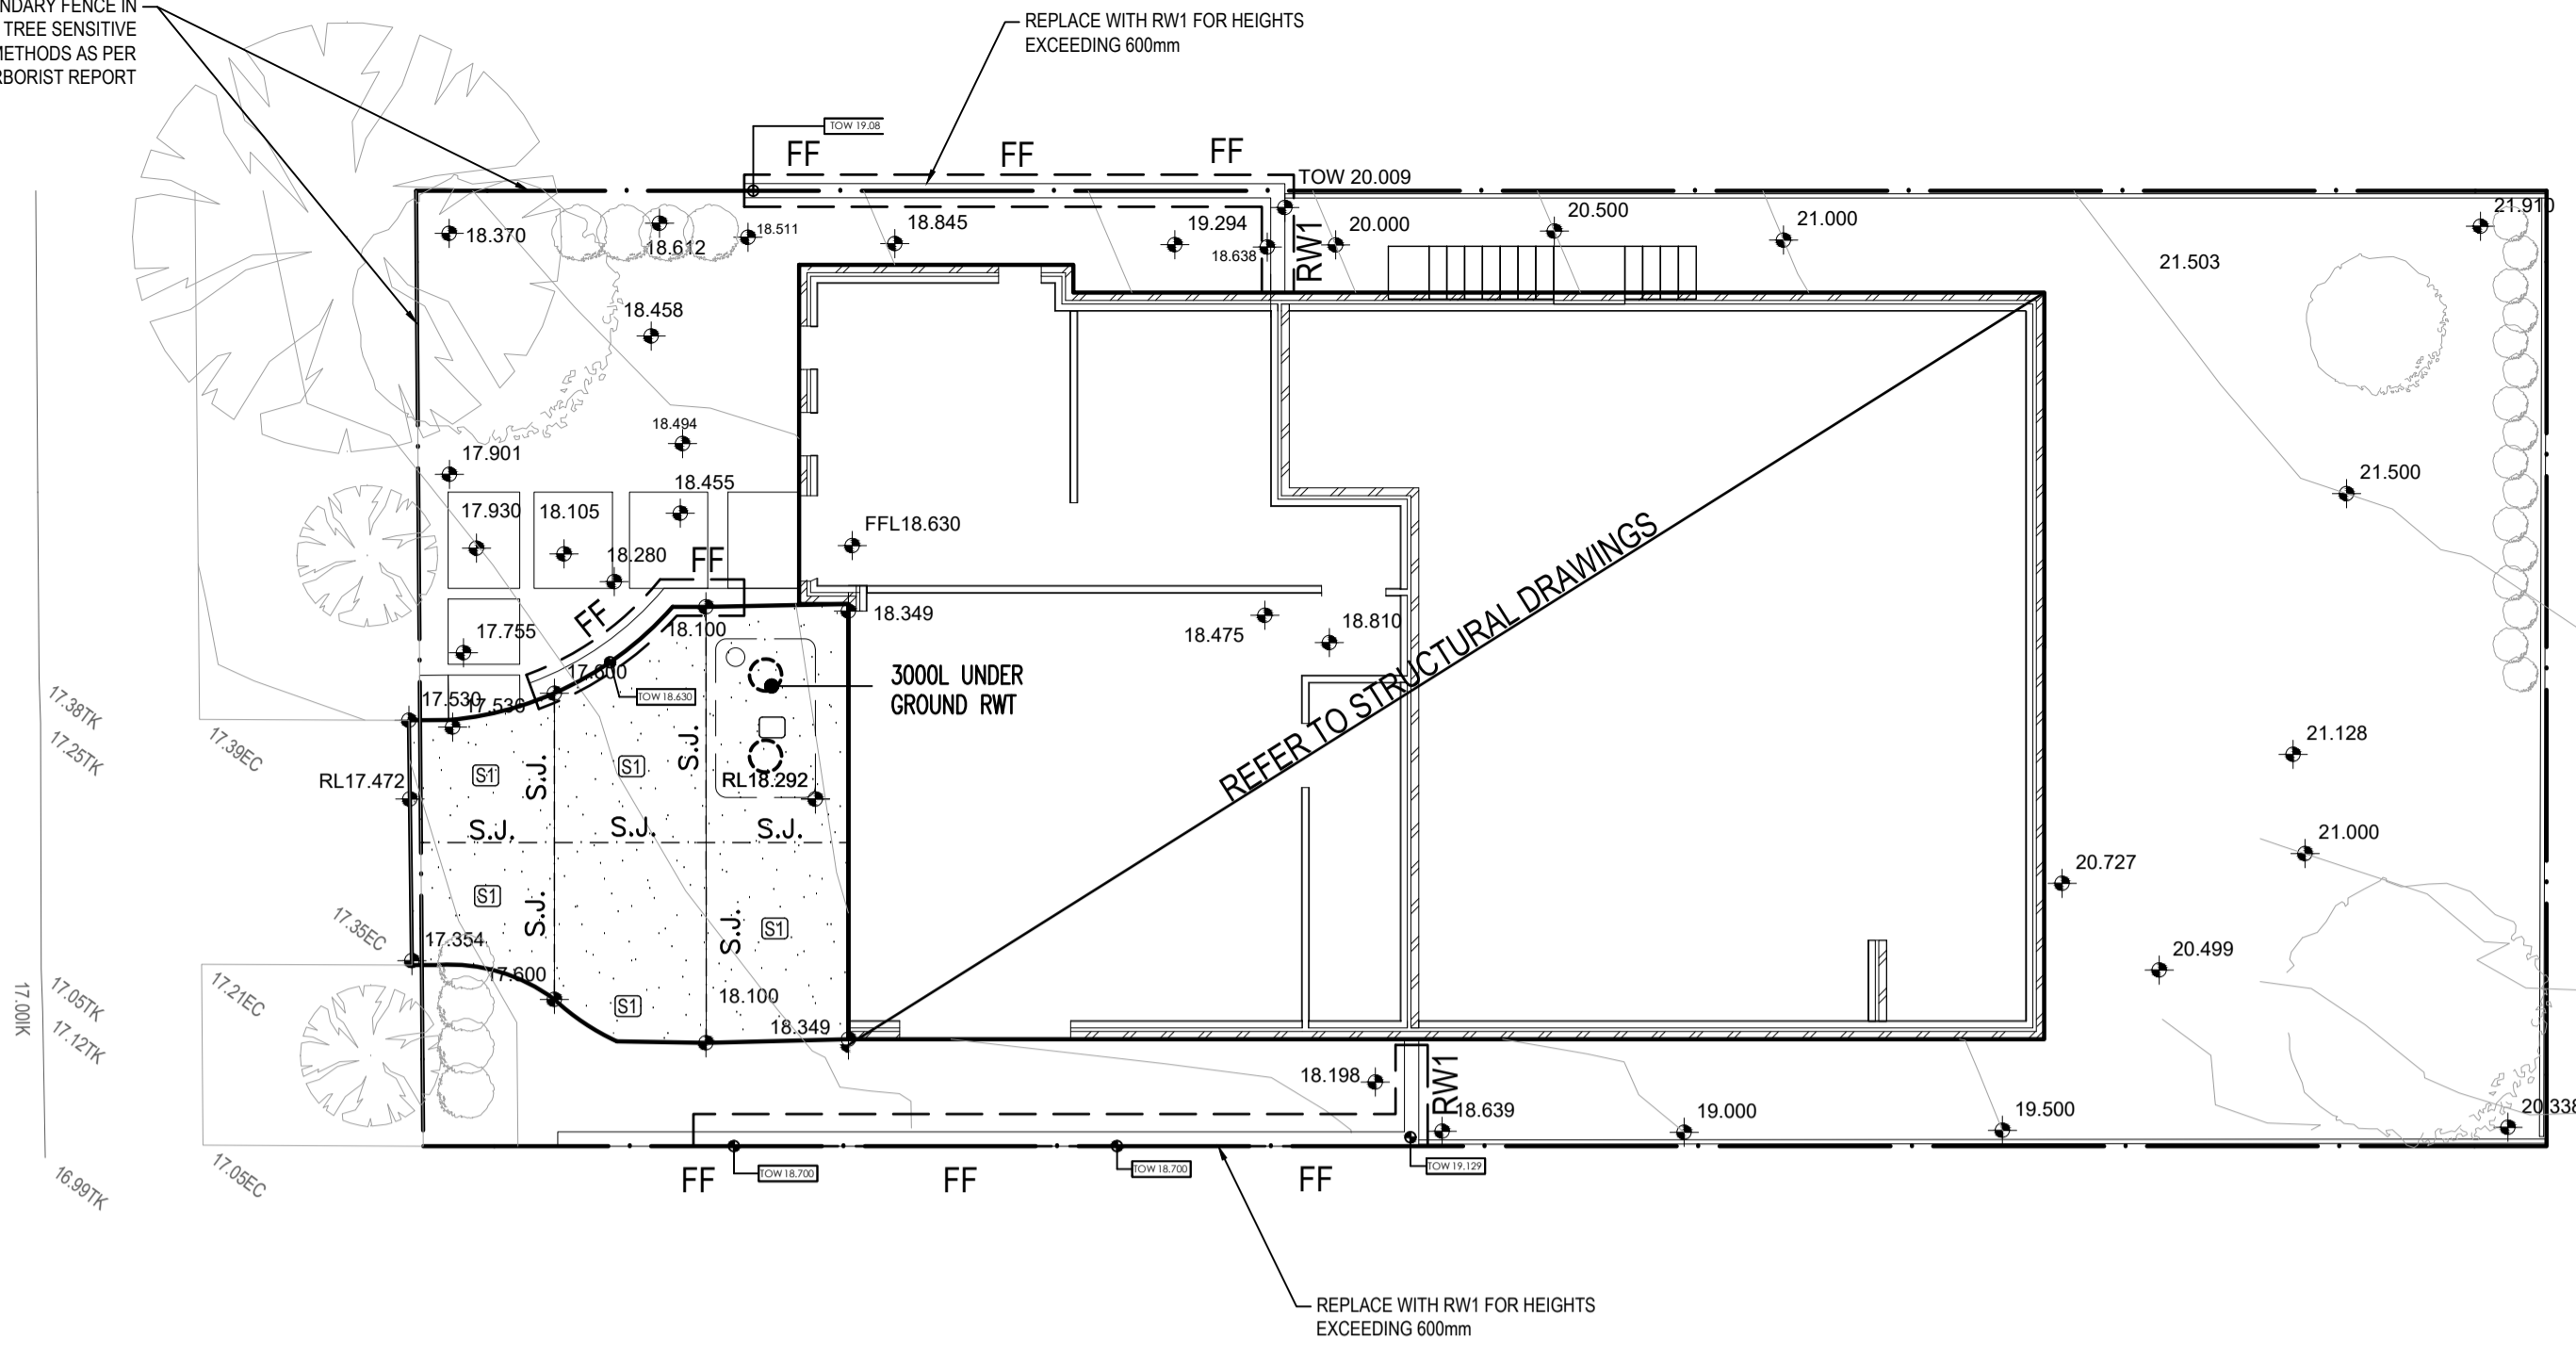 NDARY FENCE IN
TREE SENSITIVE
METHODS AS PER
RBORIST REPORT
REPLACE WITH RW1 FOR HEIGHTS
EXCEEDING 600mm
TOW 19.08
FF
FF
FF
TOW 20.009
18.370
18.612
18.511
18.845
19.294
18.638
RW1
20.000
20.500
21.000
21.503
21.910
18.458
18.494
17.901
18.455
17.930
18.105
18.280
FF
FF
FFL18.630
21.500
17.755
18.100
18.349
18.475
18.810
17.600
TOW 18.630
3000L UNDER
GROUND RWT
REFER TO STRUCTURAL DRAWINGS
17.530
17.536
17.38TK
17.25TK
17.39EC
S.J.
S.J.
S1
S1
RL17.472
RL18.292
21.128
S.J.
S.J.
S.J.
21.000
20.727
S1
S.J.
S.J.
S1
17.35EC
17.354
17.600
20.499
17.21EC
17.00IK
17.05TK
17.12TK
S1
18.100
18.349
18.198
RW1
18.639
19.000
19.500
20.338
16.99TK
17.05EC
FF
TOW 18.700
FF
TOW 18.700
FF
TOW 19.129
REPLACE WITH RW1 FOR HEIGHTS
EXCEEDING 600mm